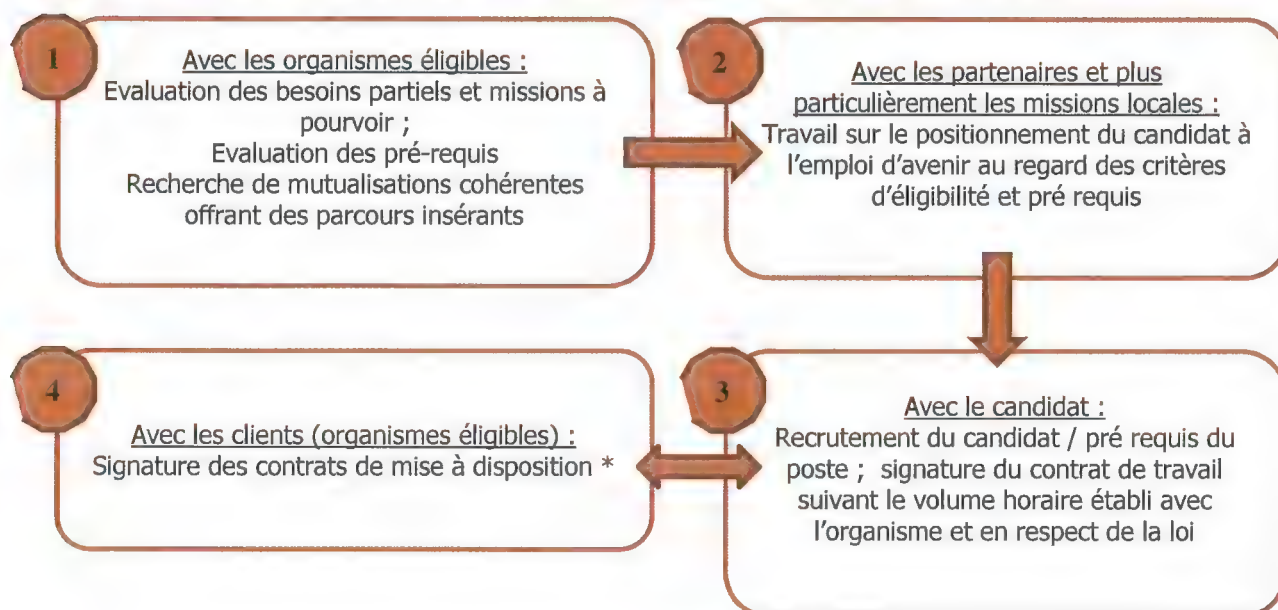 1
Avec les organismes éligibles :
Evaluation des besoins partiels et missions à
pourvoir ;
Evaluation des pré-requis
Recherche de mutualisations cohérentes
offrant des parcours insérants
2
Avec les partenaires et plus
particulièrement les missions locales :
Travail sur le positionnement du candidat à
l'emploi d'avenir au regard des critères
d'éligibilité et pré requis
3
Avec le candidat :
Recrutement du candidat / pré requis du
poste ; signature du contrat de travail
suivant le volume horaire établi avec
l'organisme et en respect de la loi
4
Avec les clients (organismes éligibles) :
Signature des contrats de mise à disposition *